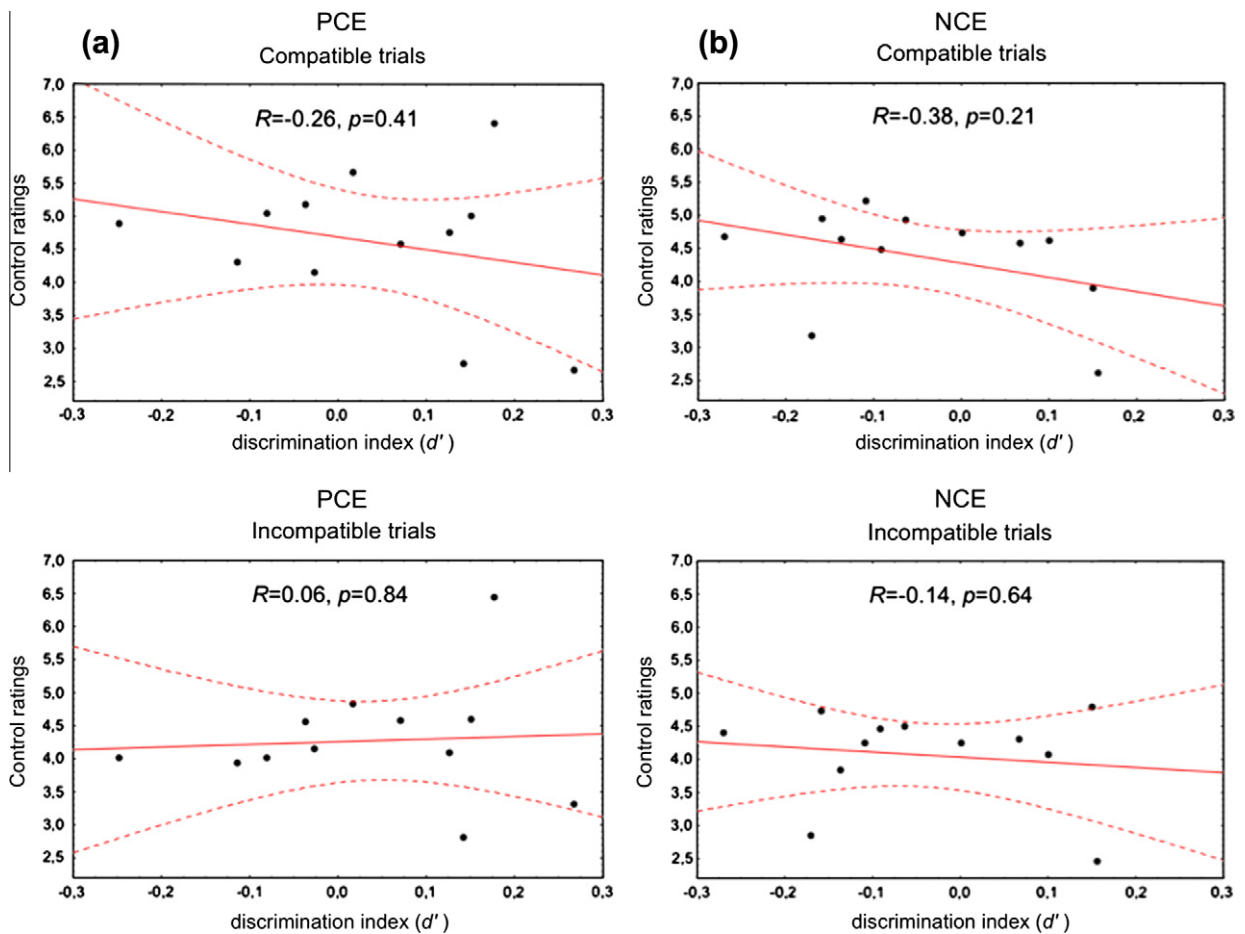 (a)
PCE
Compatible trials
R=-0.26, p=0.41
Control ratings
7.0
6.5
6.0
5.5
5.0
4.5
4.0
3.5
3.0
2.5
-0.3 -0.2 -0.1 0.0 0.1 0.2 0.3
discrimination index (d′ )
(b)
NCE
Compatible trials
R=-0.38, p=0.21
Control ratings
7.0
6.5
6.0
5.5
5.0
4.5
4.0
3.5
3.0
2.5
-0.3 -0.2 -0.1 0.0 0.1 0.2 0.3
discrimination index (d′ )
PCE
Incompatible trials
R=0.06, p=0.84
Control ratings
7.0
6.5
6.0
5.5
5.0
4.5
4.0
3.5
3.0
2.5
-0.3 -0.2 -0.1 0.0 0.1 0.2 0.3
discrimination index (d′ )
NCE
Incompatible trials
R=-0.14, p=0.64
Control ratings
7.0
6.5
6.0
5.5
5.0
4.5
4.0
3.5
3.0
2.5
-0.3 -0.2 -0.1 0.0 0.1 0.2 0.3
discrimination index (d′ )